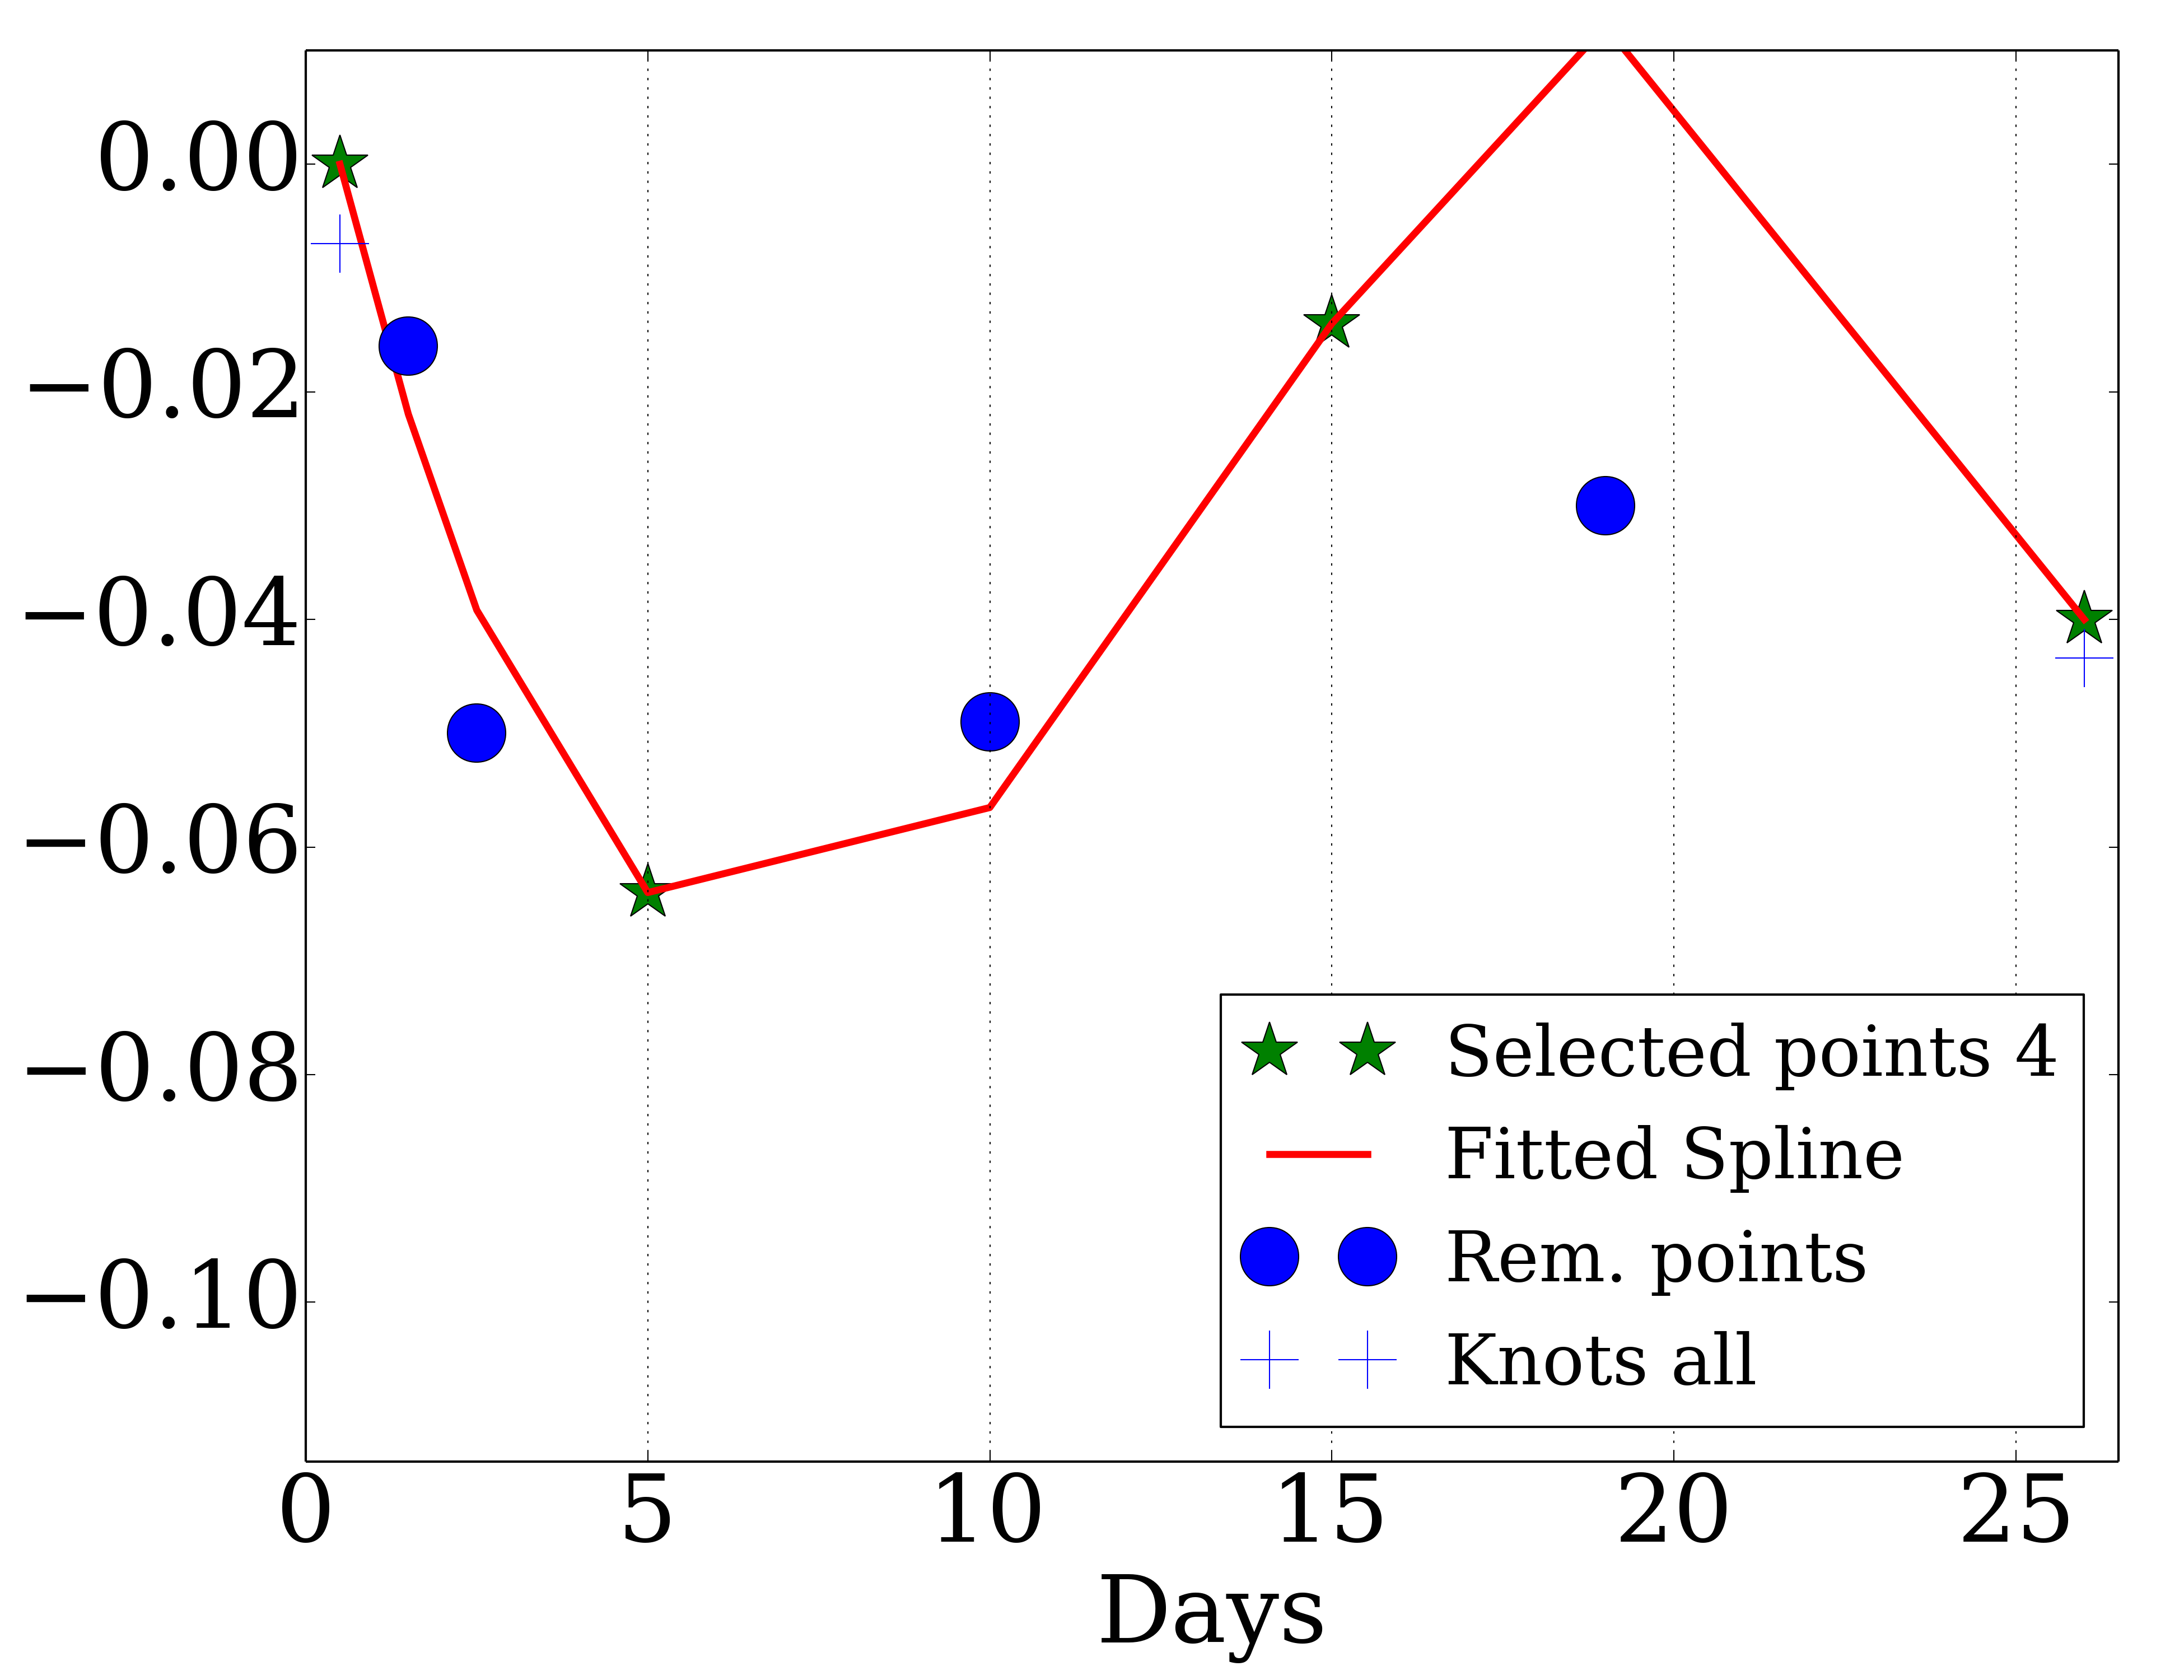 0.00
−0.02
−0.04
−0.06
−0.08
−0.10
Selected points 4
Fitted Spline
Rem. points
Knots all
0 5 10 15 20 25
Days